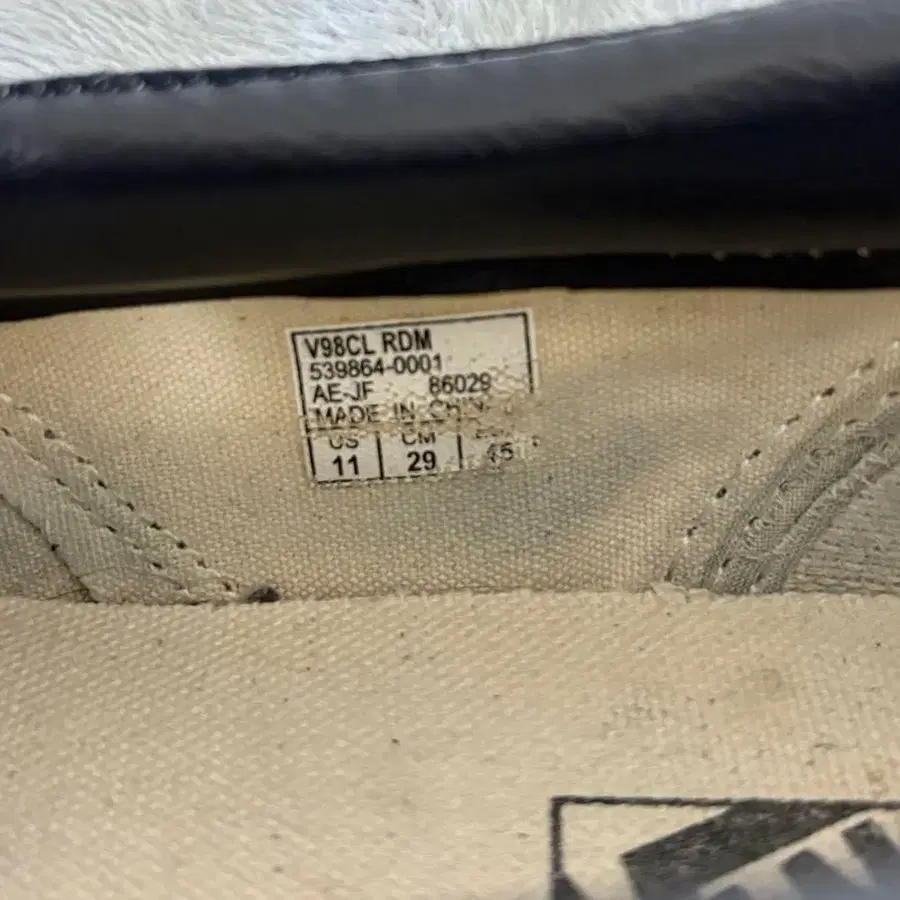 V98CL RDM
539864-0001
AE-JF 86029
MADE IN CHINA
US CM
11 29 45